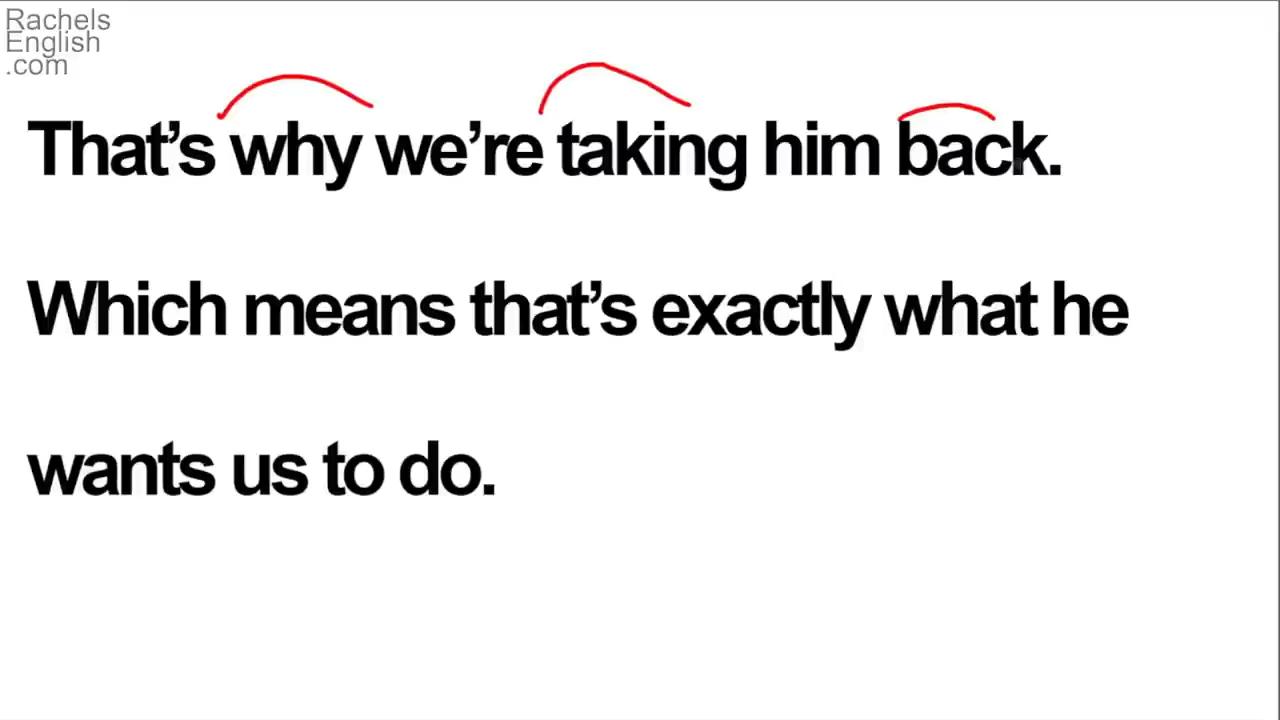 Rachels
English
.com
That’s why we’re taking him back.
Which means that’s exactly what he
wants us to do.